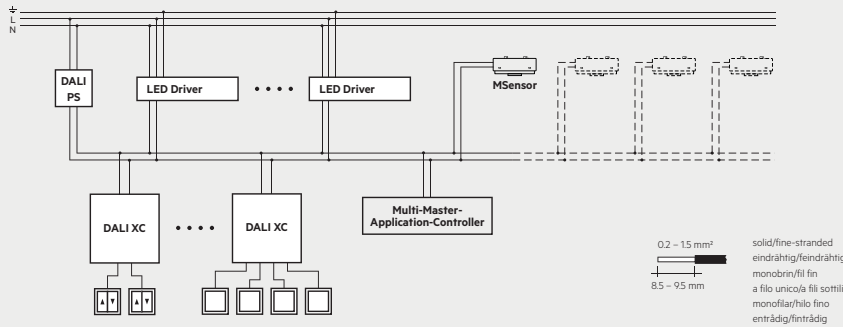 L
N
DALI
PS
LED Driver
LED Driver
MSensor
DALI XC
DALI XC
Multi-Master-
Application-Controller
0.2 – 1.5 mm²
8.5 – 9.5 mm
solid/fine-stranded
eindrähtig/feindrähtig
monobrin/fil fin
a filo unico/a fili sottili
monofilar/hilo fino
entrådig/fintrådig